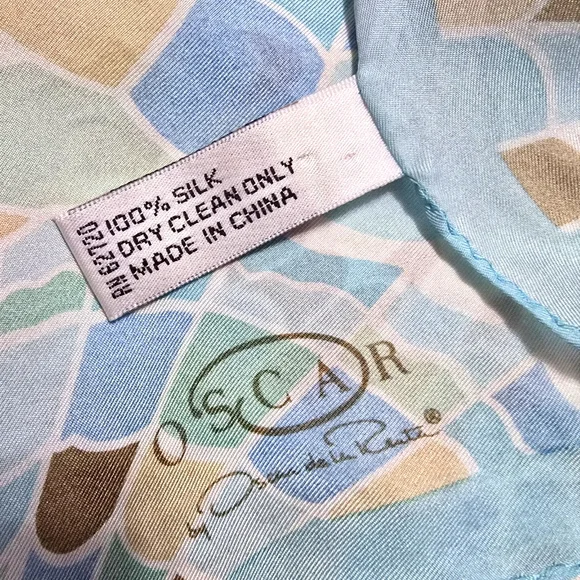 100% SILK
DRY CLEAN ONLY
MADE IN CHINA
RN 62720
OSCAR
by Oscar de la Renta®